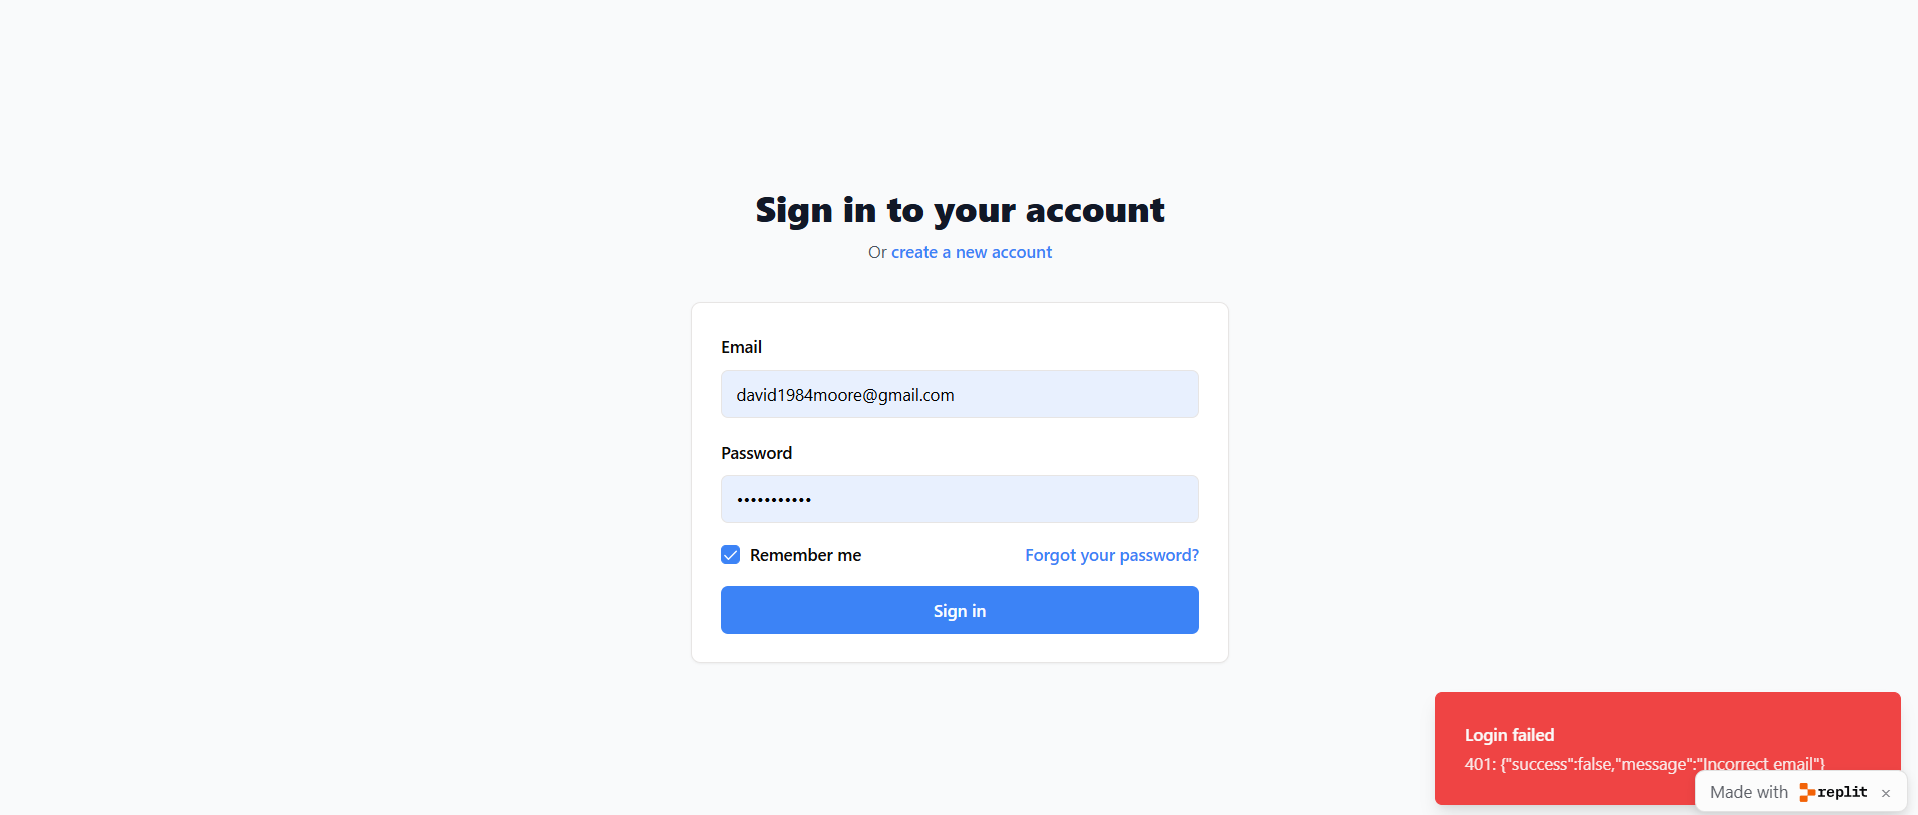 Sign in to your account
Or create a new account
Email
david1984moore@gmail.com
Password
•••••••••••
Remember me
Forgot your password?
Sign in
Login failed
401: {"success":false,"message":"Incorrect email"}
Made with replit ×